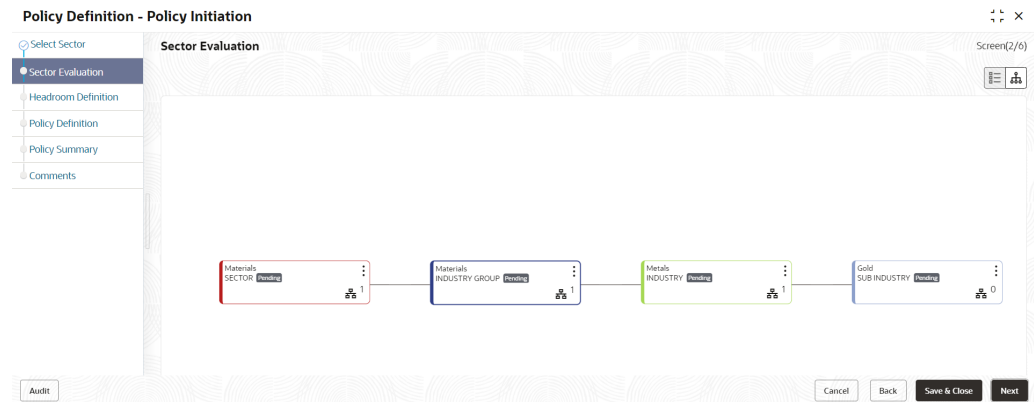 Policy Definition - Policy Initiation
Select Sector
Sector Evaluation
Headroom Definition
Policy Definition
Policy Summary
Comments
Sector Evaluation
Screen(2/6)
Materials
SECTOR Pending
1
Materials
INDUSTRY GROUP Pending
1
Metals
INDUSTRY Pending
1
Gold
SUB INDUSTRY Pending
0
Audit
Cancel
Back
Save & Close
Next